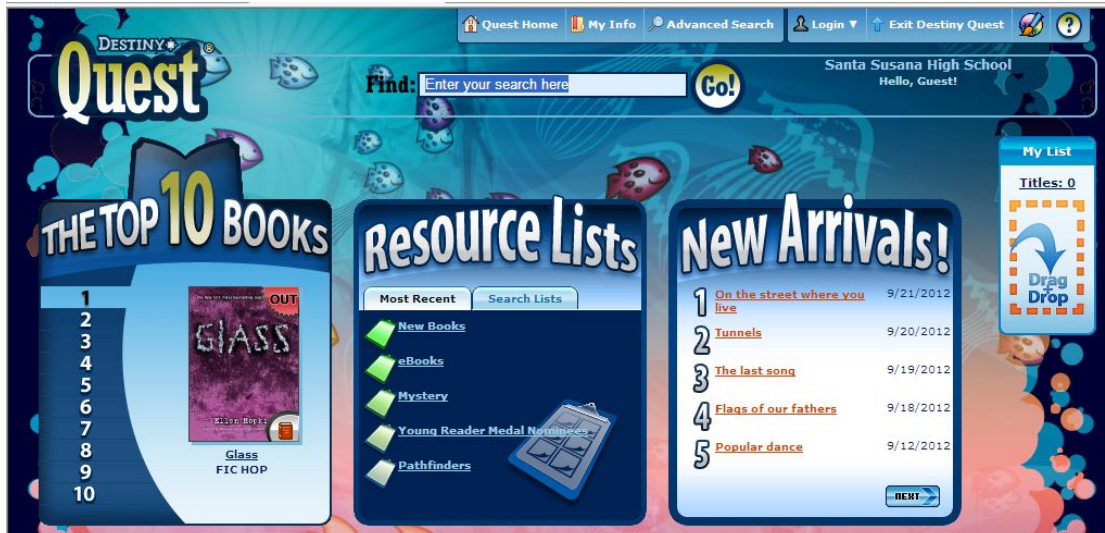 Quest Home My Info Advanced Search Login ▼ Exit Destiny Quest ?
DESTINY
Quest®
Find: Enter your search here Go!
Santa Susana High School
Hello, Guest!
My List
Titles: 0
Drag
+
Drop
THE TOP 10 BOOKS
1
2
3
4
5
6
7
8
9
10
OUT
GLASS
Ellen Hopki
Glass
FIC HOP
Resource Lists
Most Recent Search Lists
New Books
eBooks
Mystery
Young Reader Medal Nominees
Pathfinders
New Arrivals!
1 On the street where you 9/21/2012
live
2 Tunnels 9/20/2012
3 The last song 9/19/2012
4 Flags of our fathers 9/18/2012
5 Popular dance 9/12/2012
NEXT